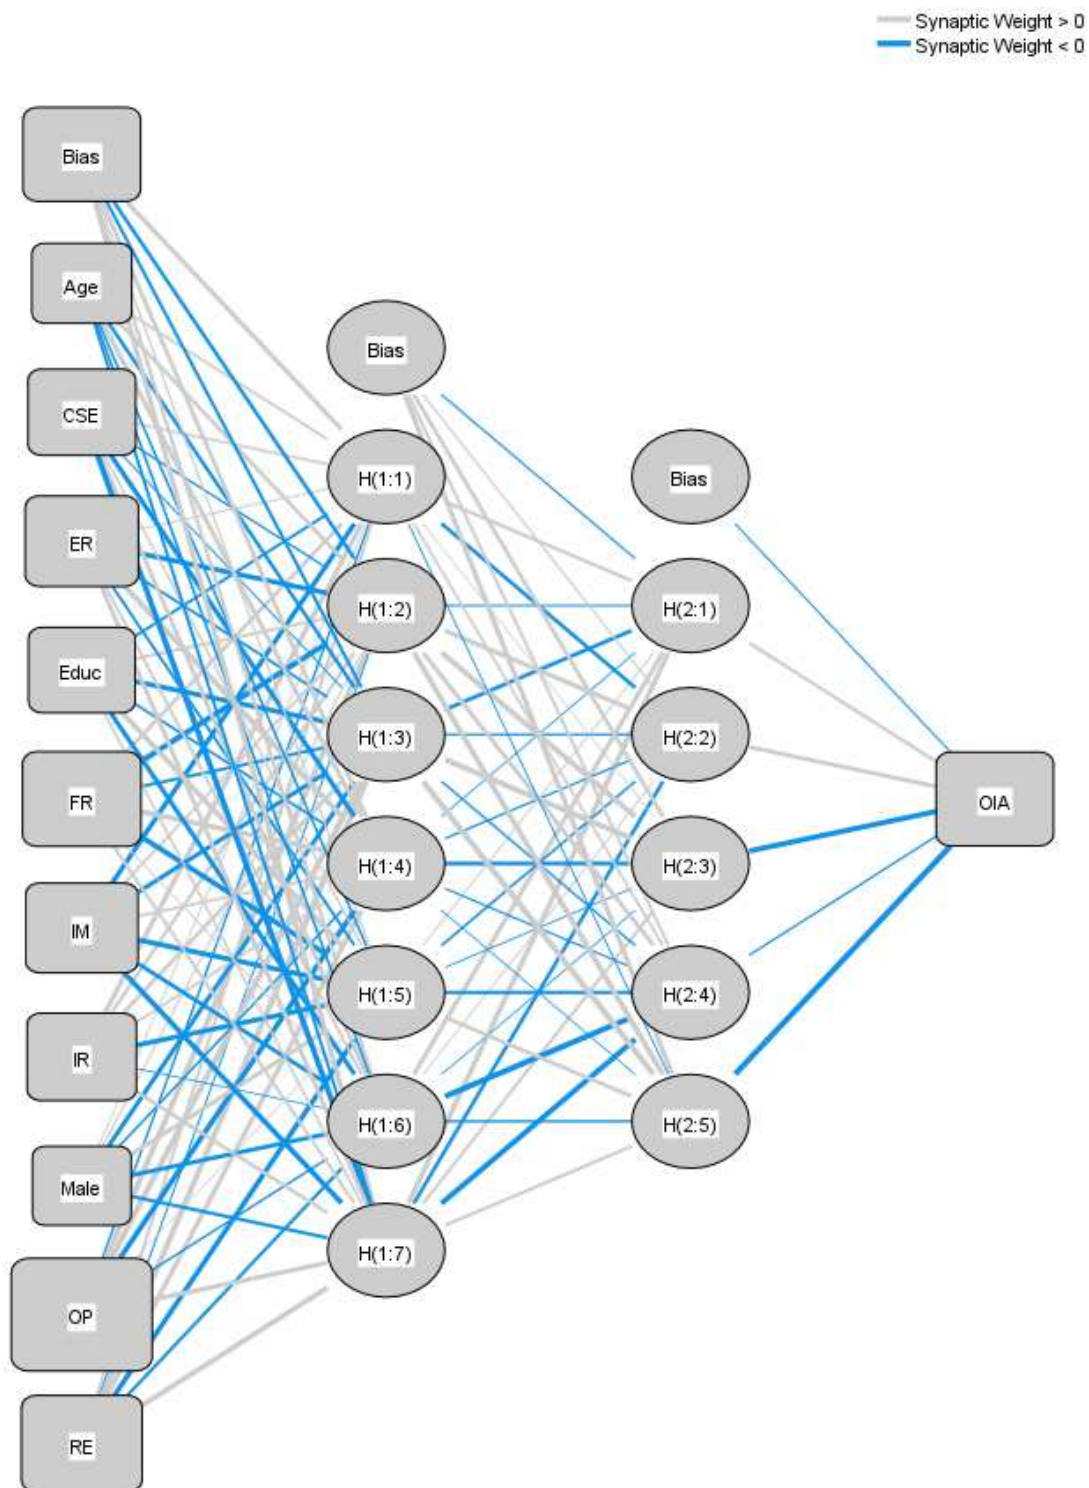 Synaptic Weight > 0
Synaptic Weight < 0
Bias
Age
CSE
ER
Educ
FR
IM
IR
Male
OP
RE
Bias
H(1:1)
H(1:2)
H(1:3)
H(1:4)
H(1:5)
H(1:6)
H(1:7)
Bias
H(2:1)
H(2:2)
H(2:3)
H(2:4)
H(2:5)
OIA